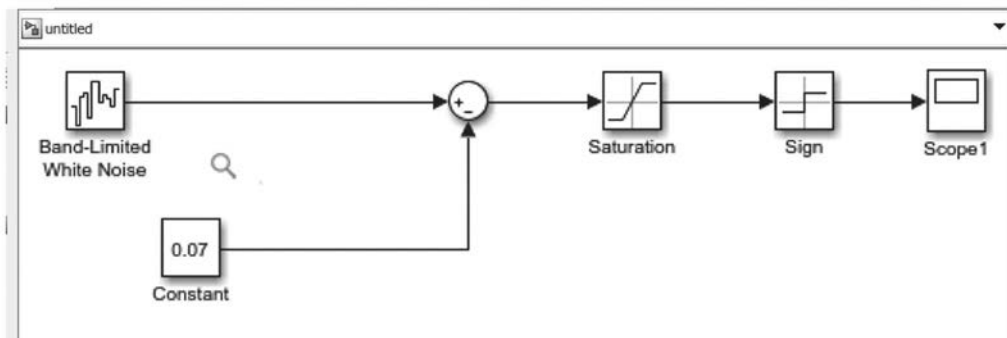 untitled
Band-Limited
White Noise
+
-
Saturation
Sign
Scope1
0.07
Constant